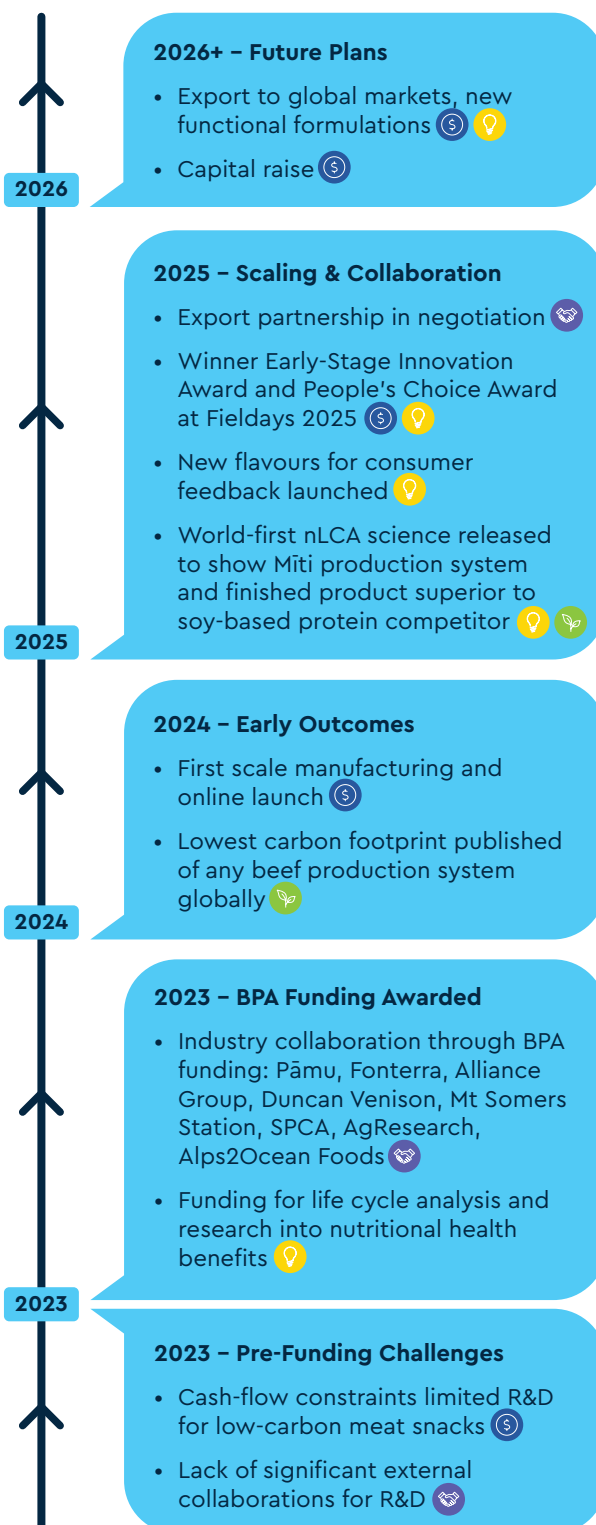 2026+ – Future Plans
• Export to global markets, new
functional formulations
• Capital raise
2026
2025 – Scaling & Collaboration
• Export partnership in negotiation
• Winner Early-Stage Innovation
Award and People's Choice Award
at Fieldays 2025
• New flavours for consumer
feedback launched
• World-first nLCA science released
to show Mīti production system
and finished product superior to
soy-based protein competitor
2025
2024 – Early Outcomes
• First scale manufacturing and
online launch
• Lowest carbon footprint published
of any beef production system
globally
2024
2023 – BPA Funding Awarded
• Industry collaboration through BPA
funding: Pāmu, Fonterra, Alliance
Group, Duncan Venison, Mt Somers
Station, SPCA, AgResearch,
Alps2Ocean Foods
• Funding for life cycle analysis and
research into nutritional health
benefits
2023
2023 – Pre-Funding Challenges
• Cash-flow constraints limited R&D
for low-carbon meat snacks
• Lack of significant external
collaborations for R&D